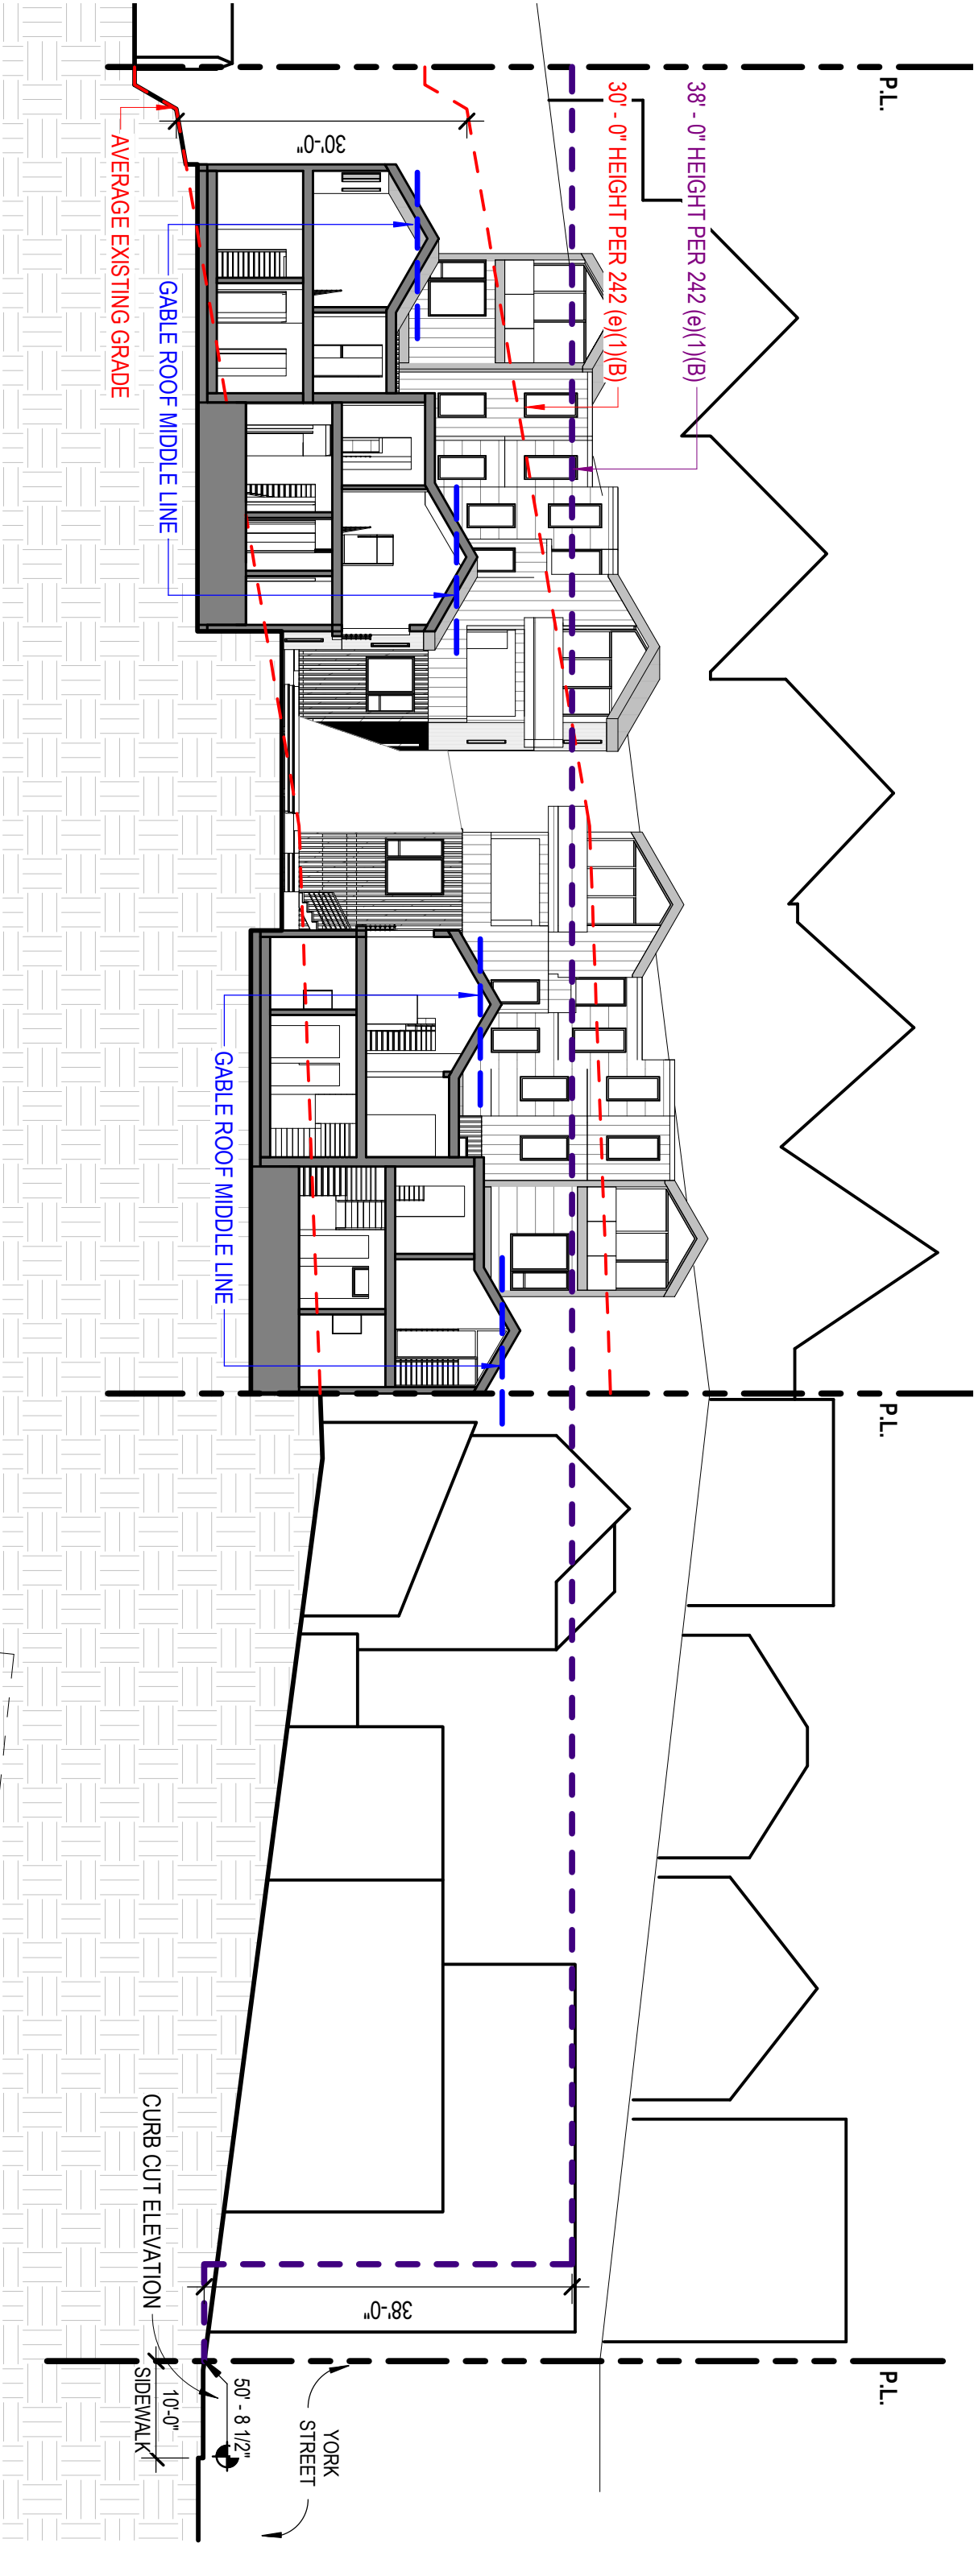 P.L.
P.L.
P.L.
38' - 0" HEIGHT PER 242 (e)(1)(B)
30' - 0" HEIGHT PER 242 (e)(1)(B)
30'-0"
AVERAGE EXISTING GRADE
GABLE ROOF MIDDLE LINE
GABLE ROOF MIDDLE LINE
38'-0"
YORK
STREET
50' - 8 1/2"
CURB CUT ELEVATION
10'-0"
SIDEWALK